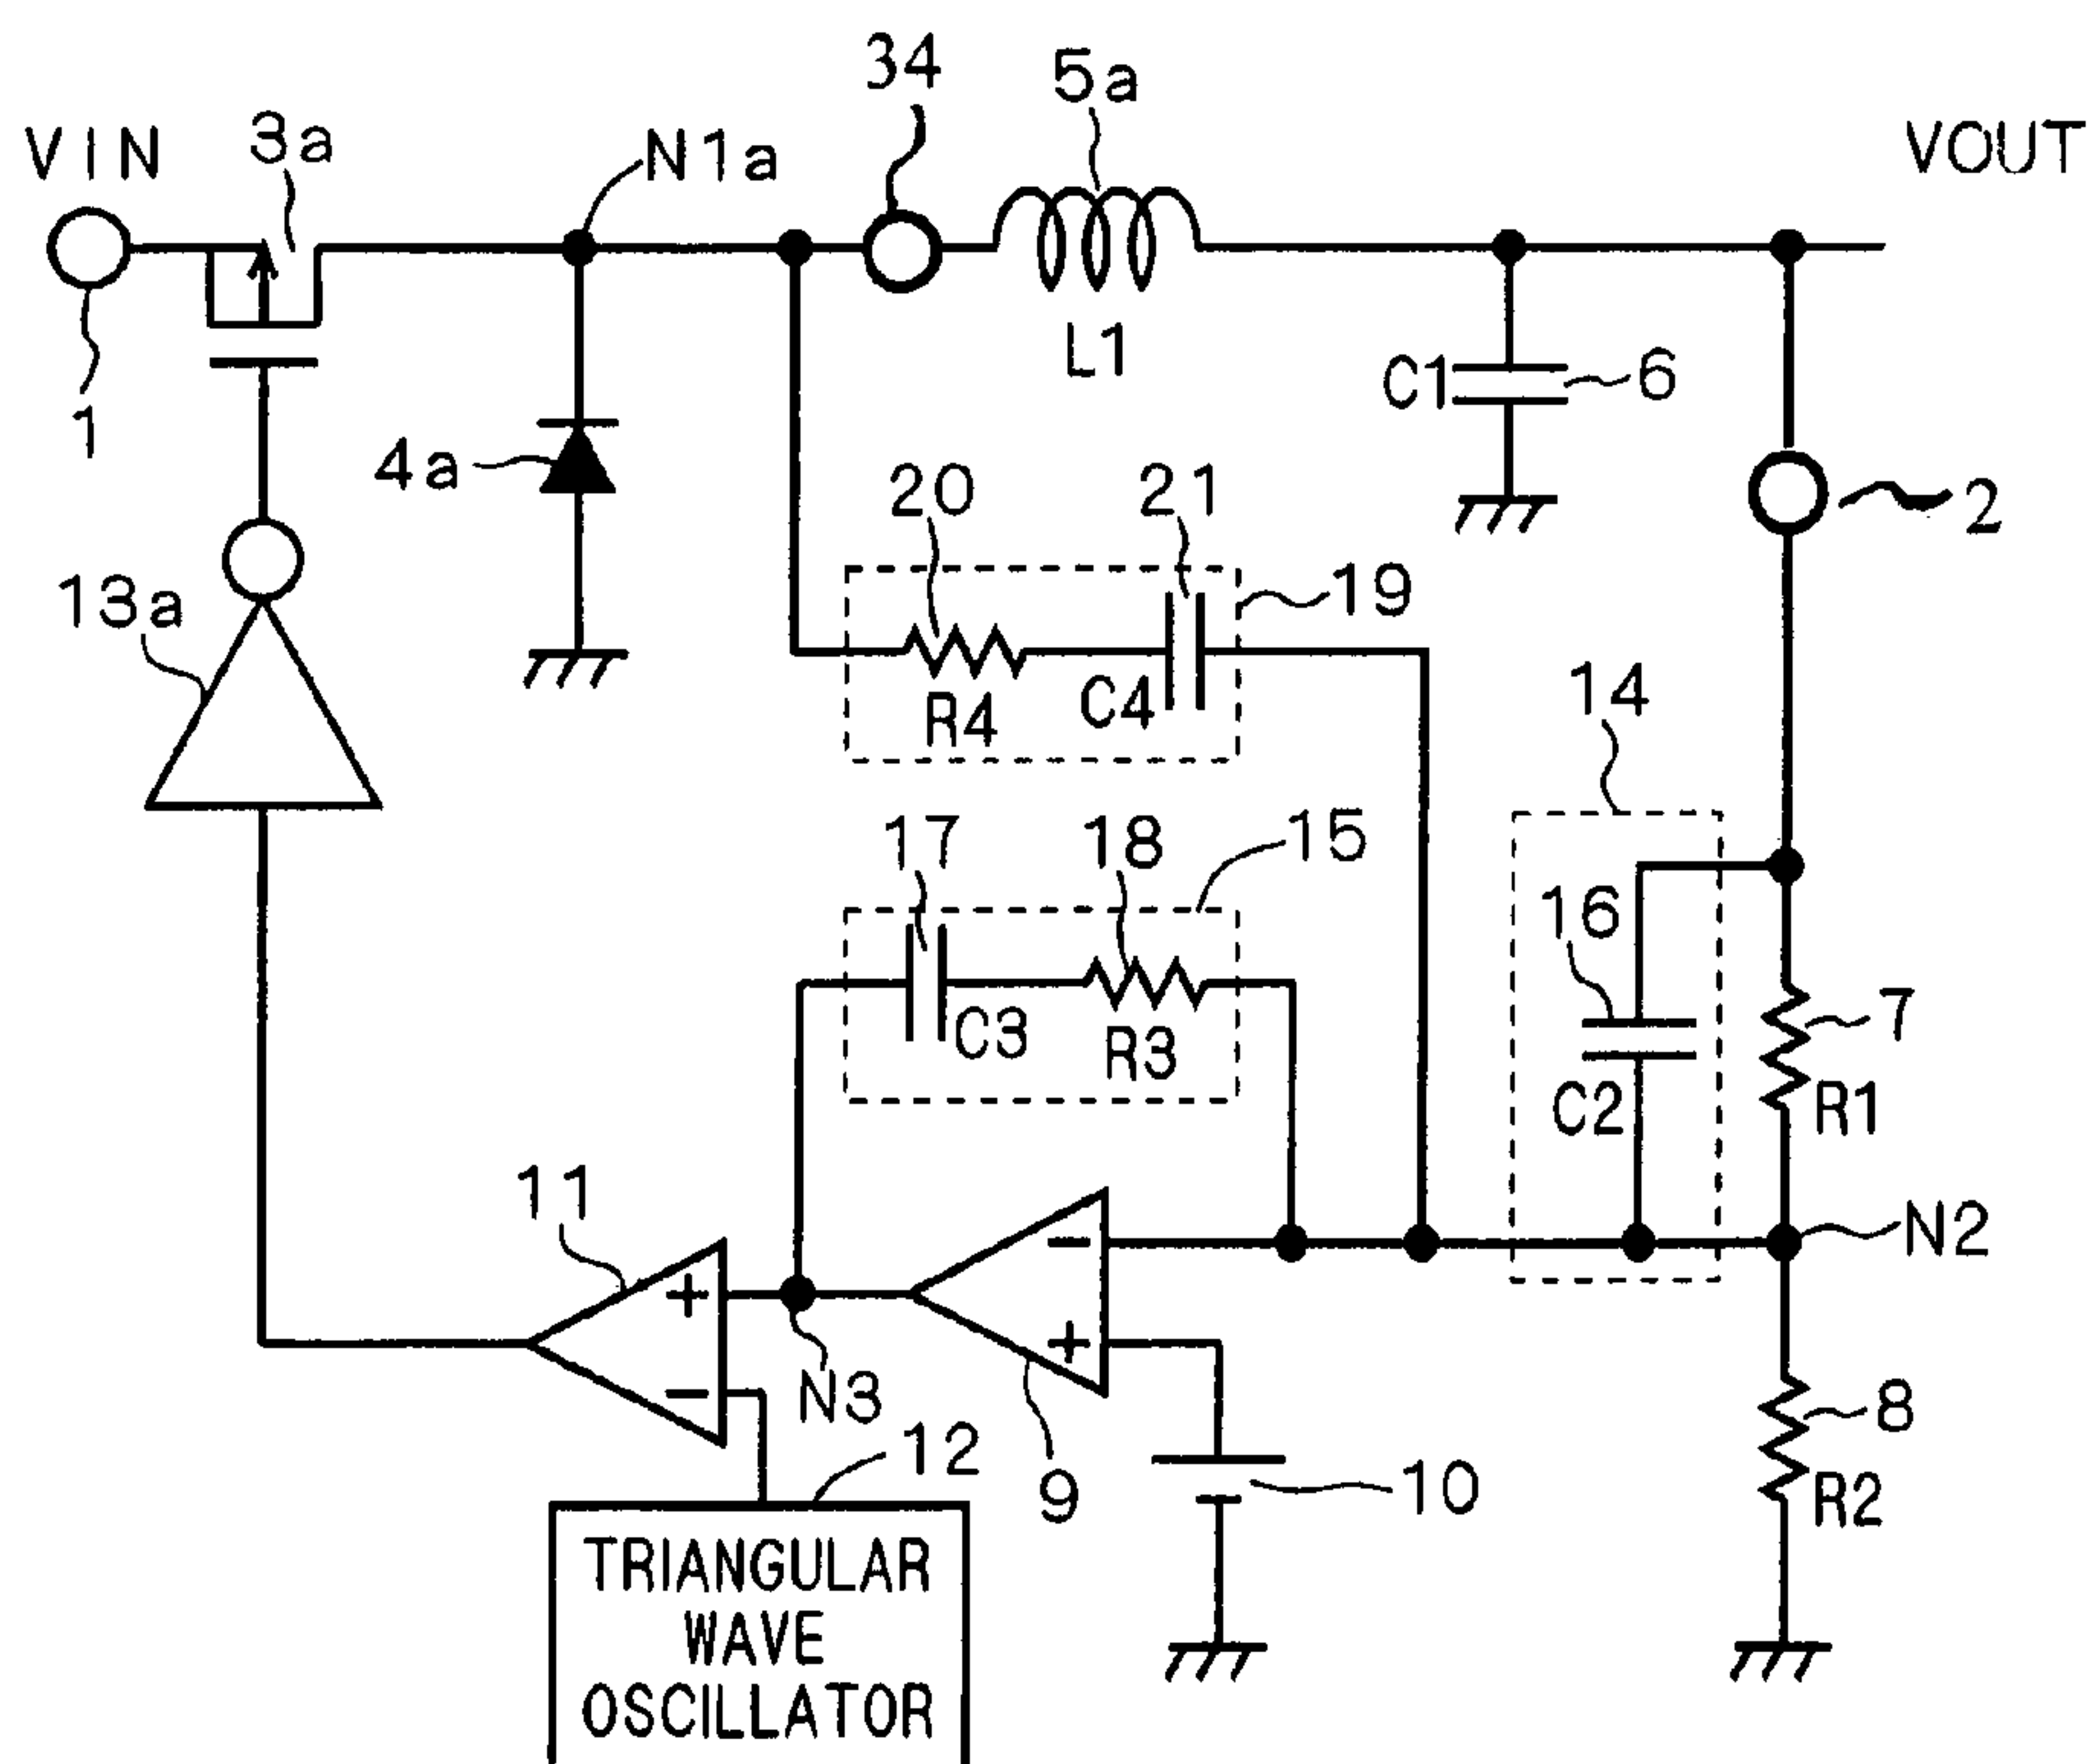 34
5a
VIN
3a
N1a
VOUT
1
L1
C1
6
4a
20
21
2
13a
19
R4
C4
14
17
18
15
16
C3
R3
7
C2
R1
11
-
N2
+
+
-
N3
12
9
10
8
R2
TRIANGULAR
WAVE
OSCILLATOR